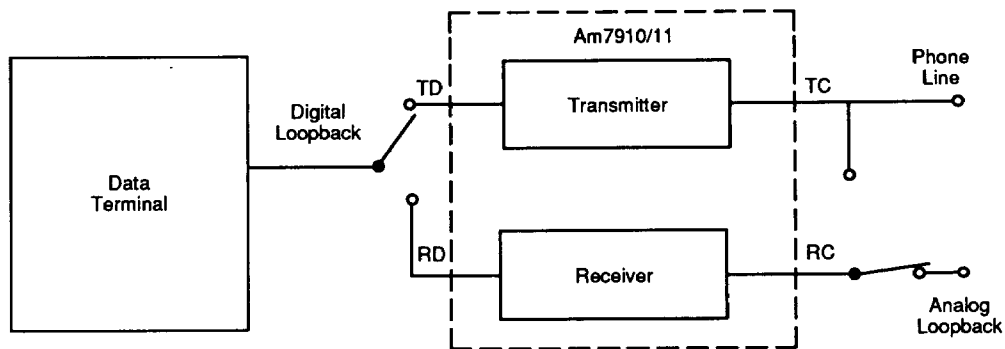 Am7910/11
TD
Transmitter
TC
Phone
Line
Digital
Loopback
Data
Terminal
RD
Receiver
RC
Analog
Loopback